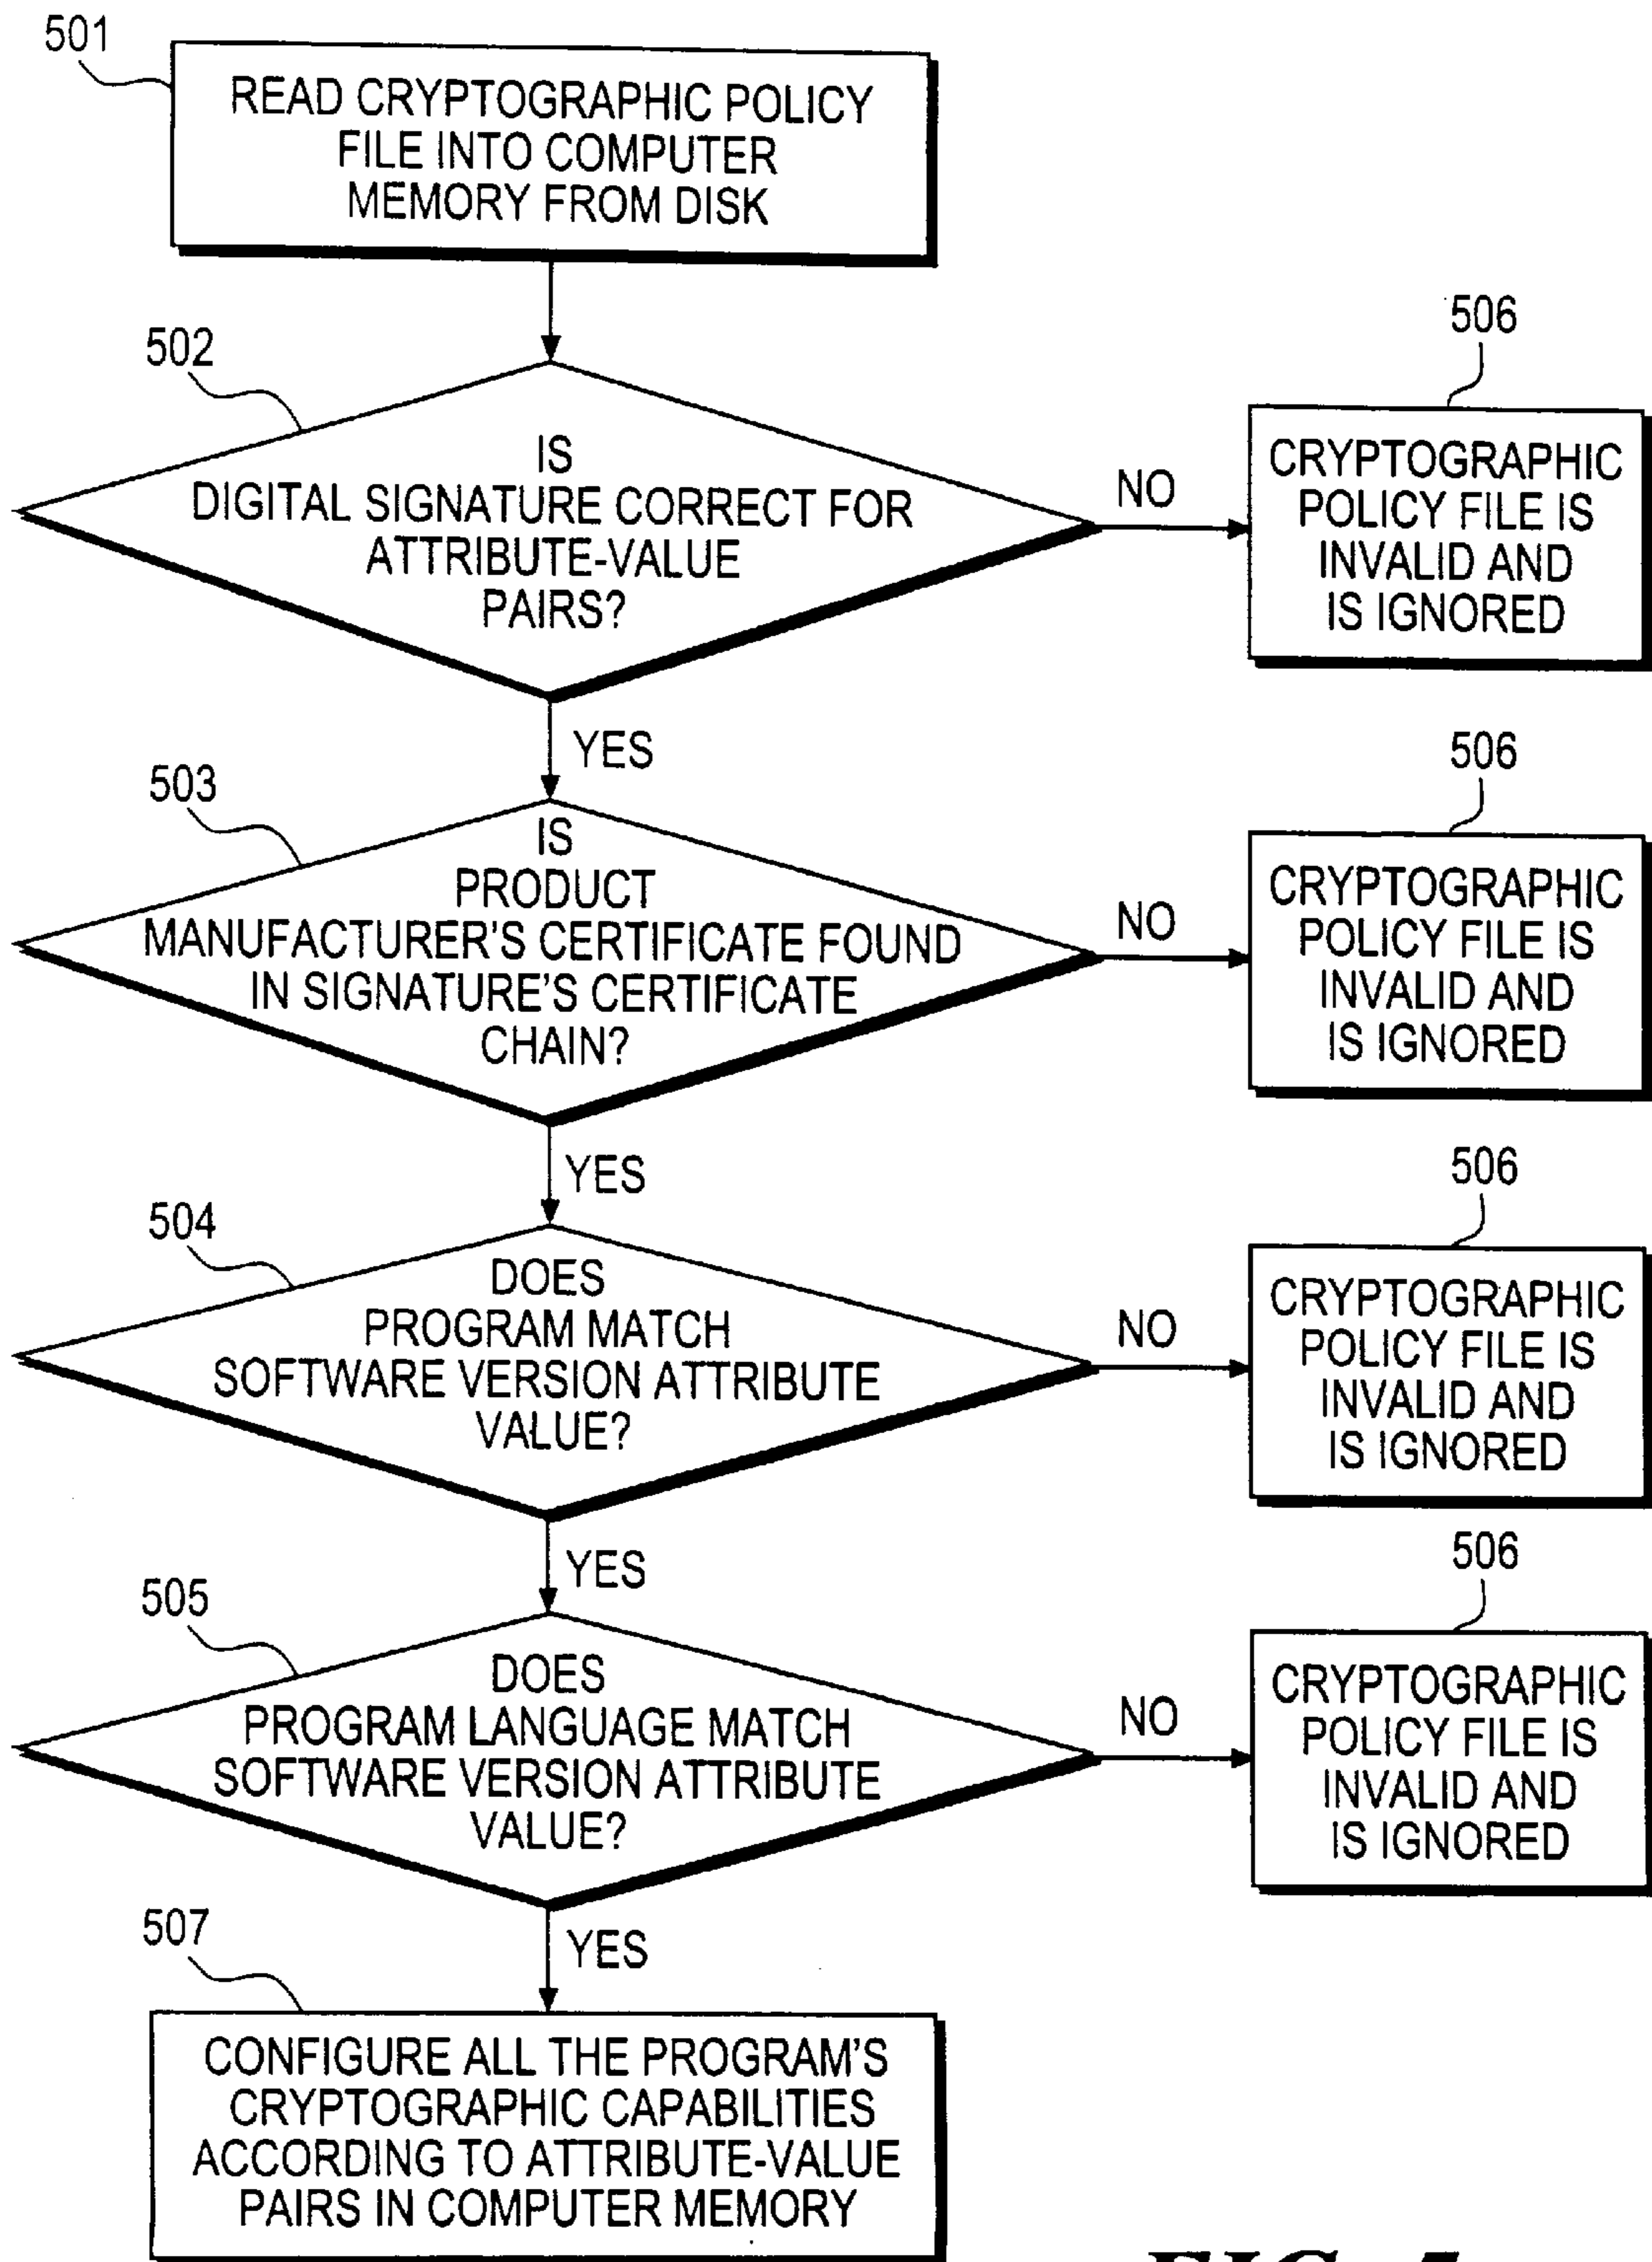 501
READ CRYPTOGRAPHIC POLICY
FILE INTO COMPUTER
MEMORY FROM DISK
502
IS
DIGITAL SIGNATURE CORRECT FOR
ATTRIBUTE-VALUE
PAIRS?
NO
506
CRYPTOGRAPHIC
POLICY FILE IS
INVALID AND
IS IGNORED
YES
503
IS
PRODUCT
MANUFACTURER'S CERTIFICATE FOUND
IN SIGNATURE'S CERTIFICATE
CHAIN?
NO
506
CRYPTOGRAPHIC
POLICY FILE IS
INVALID AND
IS IGNORED
YES
504
DOES
PROGRAM MATCH
SOFTWARE VERSION ATTRIBUTE
VALUE?
NO
506
CRYPTOGRAPHIC
POLICY FILE IS
INVALID AND
IS IGNORED
YES
505
DOES
PROGRAM LANGUAGE MATCH
SOFTWARE VERSION ATTRIBUTE
VALUE?
NO
506
CRYPTOGRAPHIC
POLICY FILE IS
INVALID AND
IS IGNORED
YES
507
CONFIGURE ALL THE PROGRAM'S
CRYPTOGRAPHIC CAPABILITIES
ACCORDING TO ATTRIBUTE-VALUE
PAIRS IN COMPUTER MEMORY